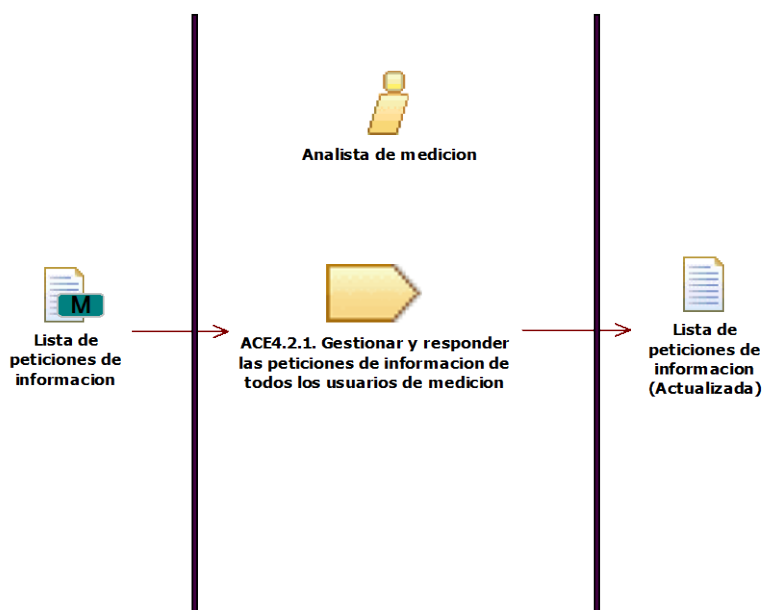 Analista de medicion
M
Lista de
peticiones de
informacion
ACE4.2.1. Gestionar y responder
las peticiones de informacion de
todos los usuarios de medicion
Lista de
peticiones de
informacion
(Actualizada)